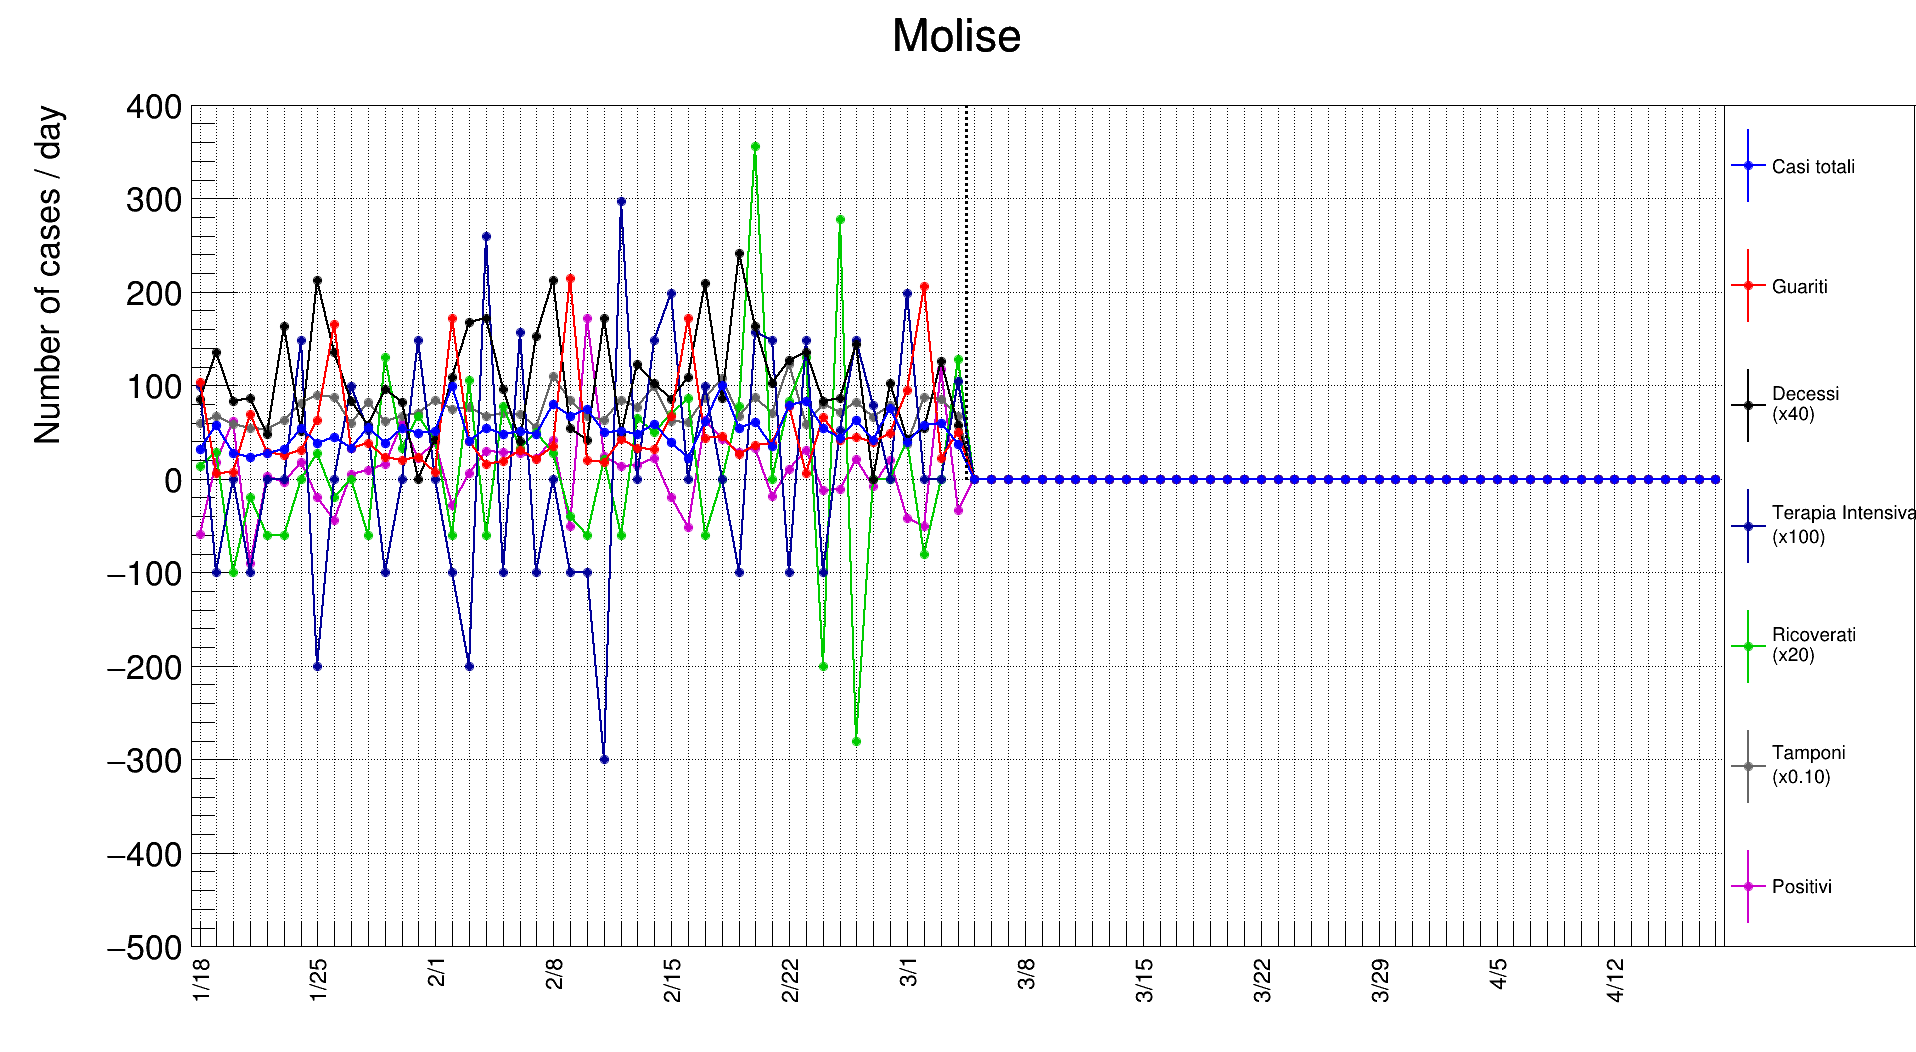 Molise
Number of cases / day
400
300
200
100
0
−100
−200
−300
−400
−500
1/18
1/25
2/1
2/8
2/15
2/22
3/1
3/8
3/15
3/22
3/29
4/5
4/12
Casi totali
Guariti
Decessi
(x40)
Terapia Intensiva
(x100)
Ricoverati
(x20)
Tamponi
(x0.10)
Positivi